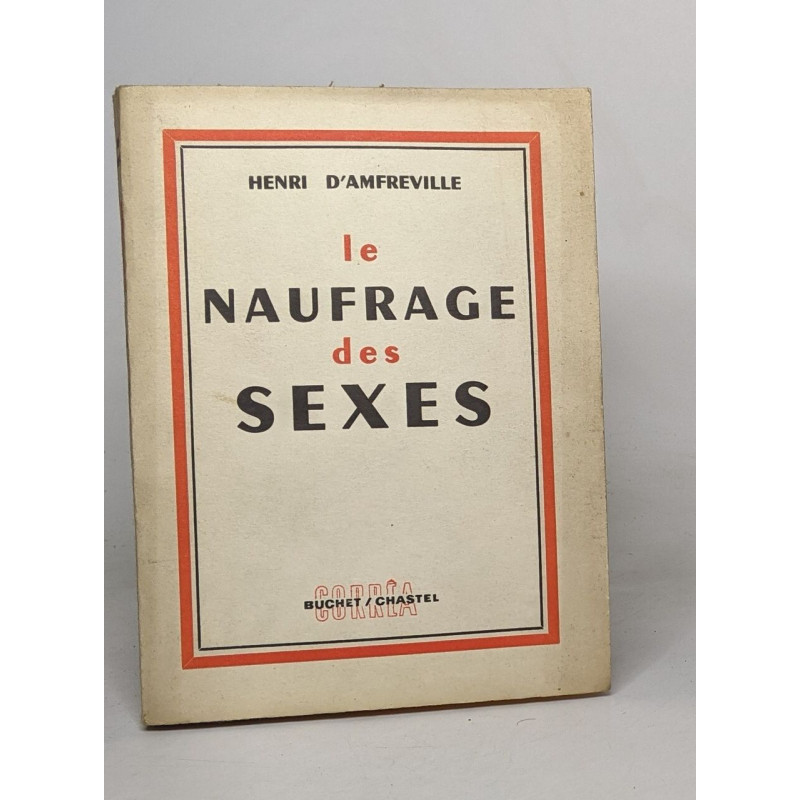 HENRI D'AMFREVILLE
le
NAUFRAGE
des
SEXES
CORRÊA
BUCHET/CHASTEL